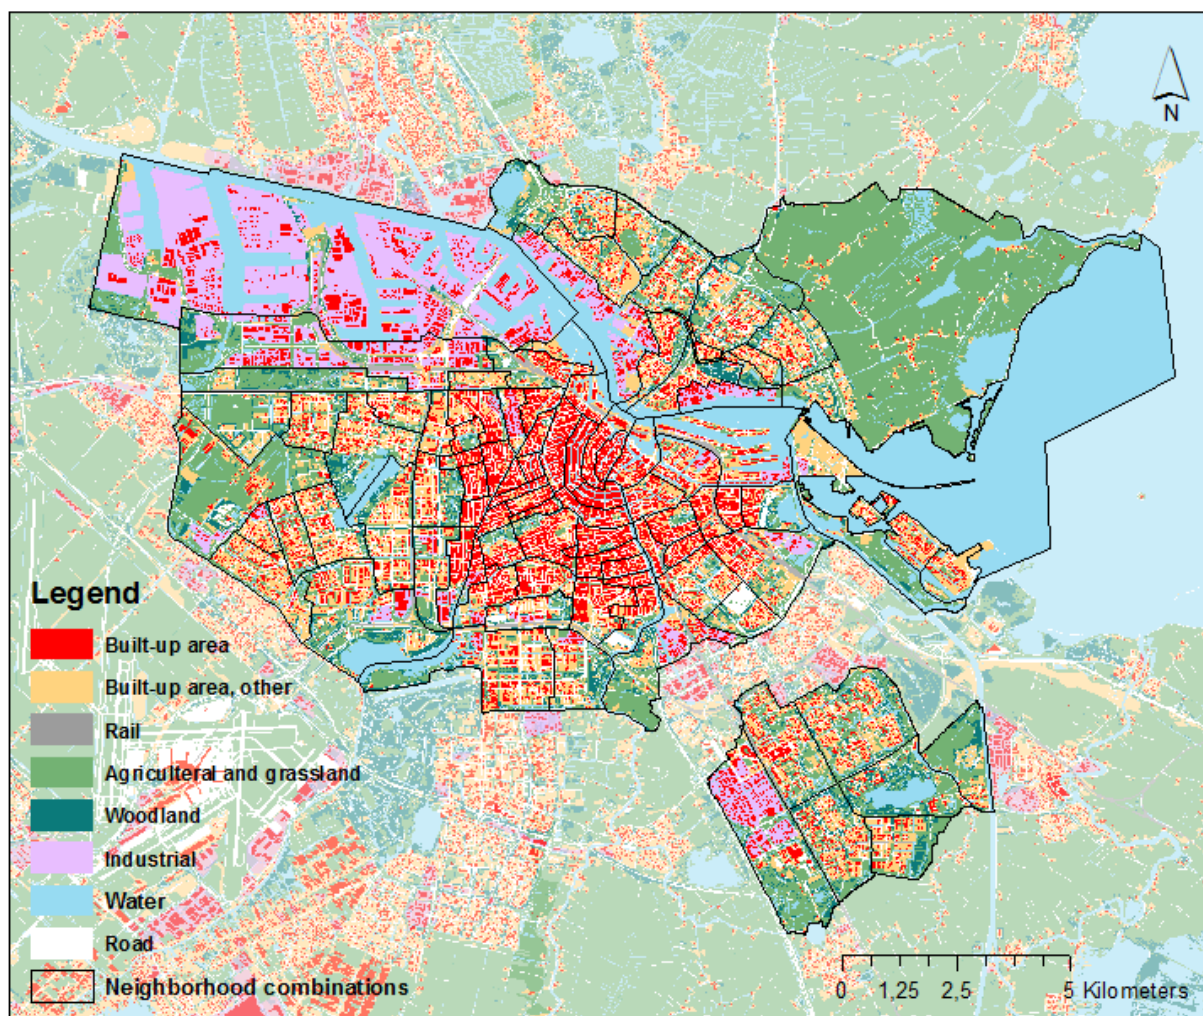 N
Legend
Built-up area
Built-up area, other
Rail
Agriculteral and grassland
Woodland
Industrial
Water
Road
Neighborhood combinations
0 1,25 2,5 5 Kilometers